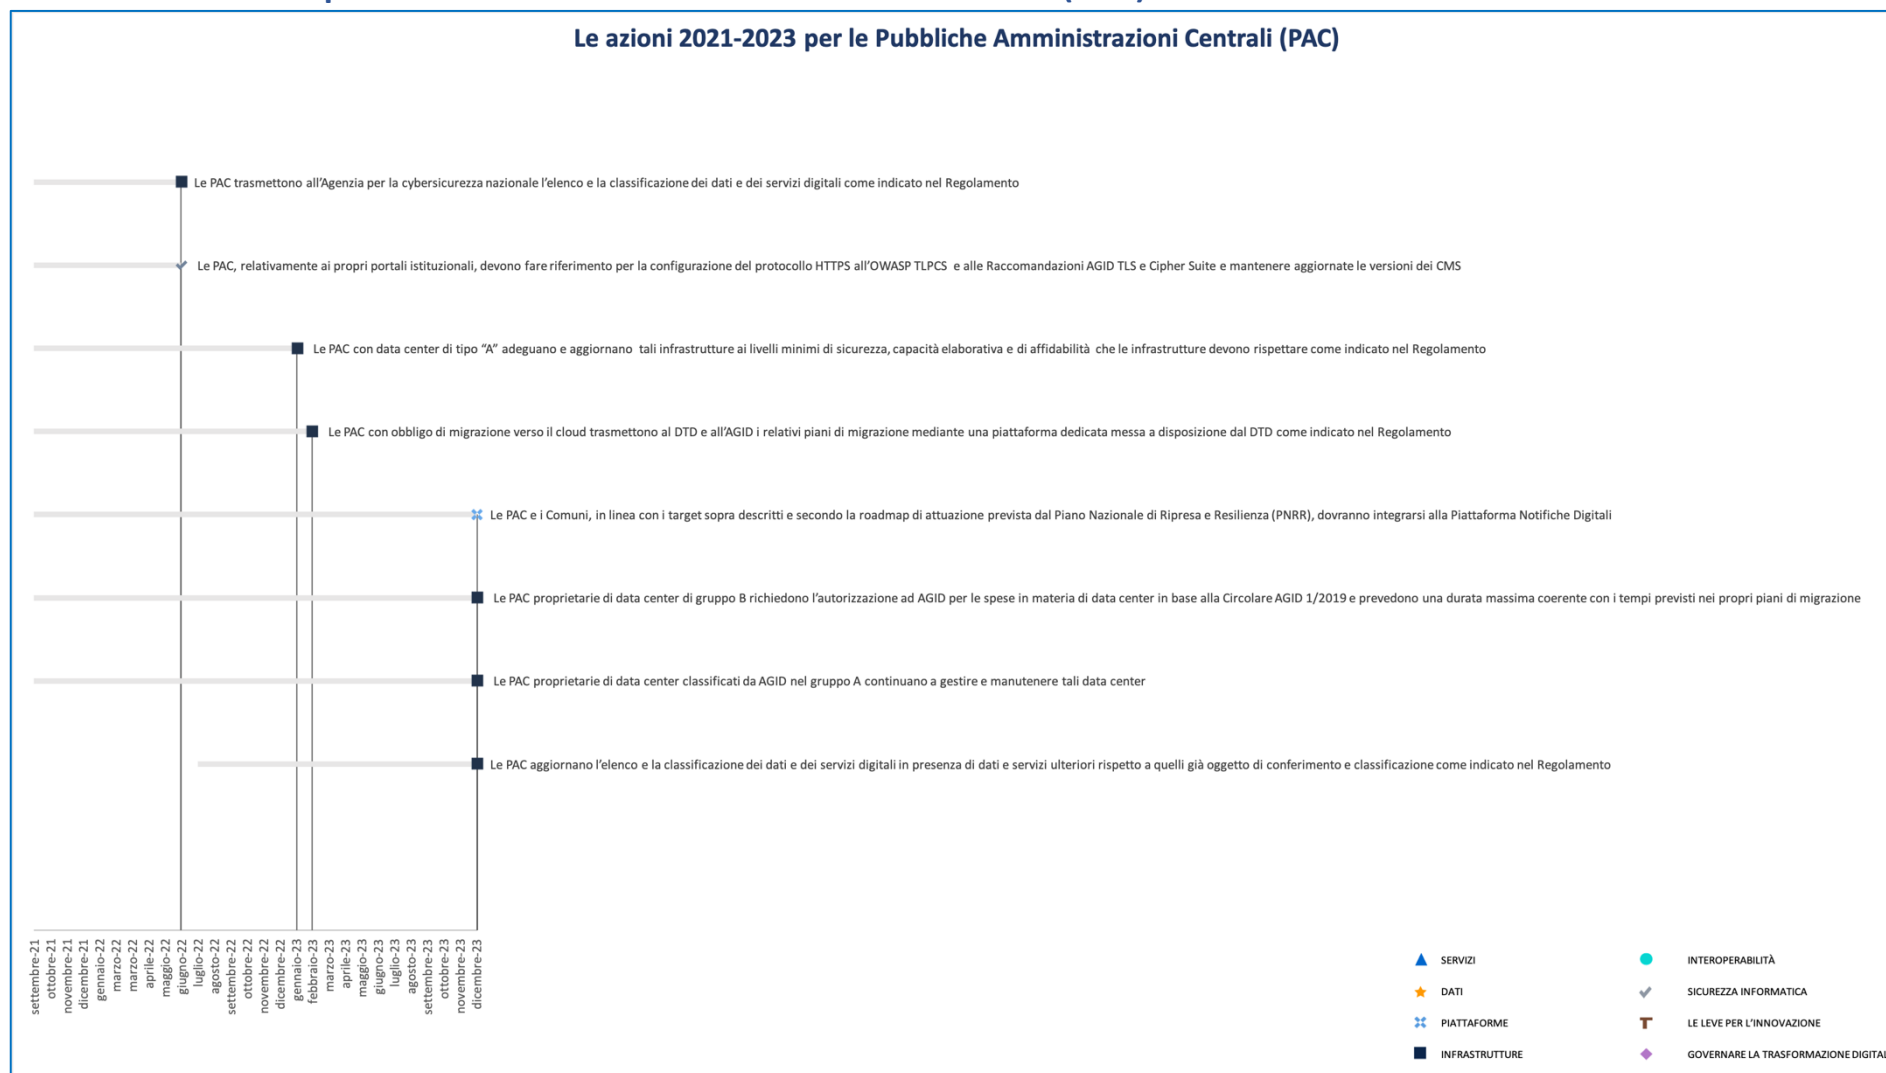 Le azioni 2021-2023 per le Pubbliche Amministrazioni Centrali (PAC)
Le PAC trasmettono all'Agenzia per la cybersicurezza nazionale l'elenco e la classificazione dei dati e dei servizi digitali come indicato nel Regolamento
Le PAC, relativamente ai propri portali istituzionali, devono fare riferimento per la configurazione del protocollo HTTPS all'OWASP TLPCS e alle Raccomandazioni AGID TLS e Cipher Suite e mantenere aggiornate le versioni dei CMS
Le PAC con data center di tipo “A” adeguano e aggiornano tali infrastrutture ai livelli minimi di sicurezza, capacità elaborativa e di affidabilità che le infrastrutture devono rispettare come indicato nel Regolamento
Le PAC con obbligo di migrazione verso il cloud trasmettono al DTD e all'AGID i relativi piani di migrazione mediante una piattaforma dedicata messa a disposizione dal DTD come indicato nel Regolamento
Le PAC e i Comuni, in linea con i target sopra descritti e secondo la roadmap di attuazione prevista dal Piano Nazionale di Ripresa e Resilienza (PNRR), dovranno integrarsi alla Piattaforma Notifiche Digitali
Le PAC proprietarie di data center di gruppo B richiedono l'autorizzazione ad AGID per le spese in materia di data center in base alla Circolare AGID 1/2019 e prevedono una durata massima coerente con i tempi previsti nei propri piani di migrazione
Le PAC proprietarie di data center classificati da AGID nel gruppo A continuano a gestire e manutenere tali data center
Le PAC aggiornano l'elenco e la classificazione dei dati e dei servizi digitali in presenza di dati e servizi ulteriori rispetto a quelli già oggetto di conferimento e classificazione come indicato nel Regolamento
settembre-21
ottobre-21
novembre-21
dicembre-21
gennaio-22
marzo-22
marzo-22
aprile-22
maggio-22
giugno-22
luglio-22
agosto-22
settembre-22
ottobre-22
novembre-22
dicembre-22
gennaio-23
febbraio-23
marzo-23
aprile-23
maggio-23
giugno-23
luglio-23
agosto-23
settembre-23
ottobre-23
novembre-23
dicembre-23
SERVIZI
INTEROPERABILITÀ
DATI
SICUREZZA INFORMATICA
PIATTAFORME
LE LEVE PER L'INNOVAZIONE
INFRASTRUTTURE
GOVERNARE LA TRASFORMAZIONE DIGITAL